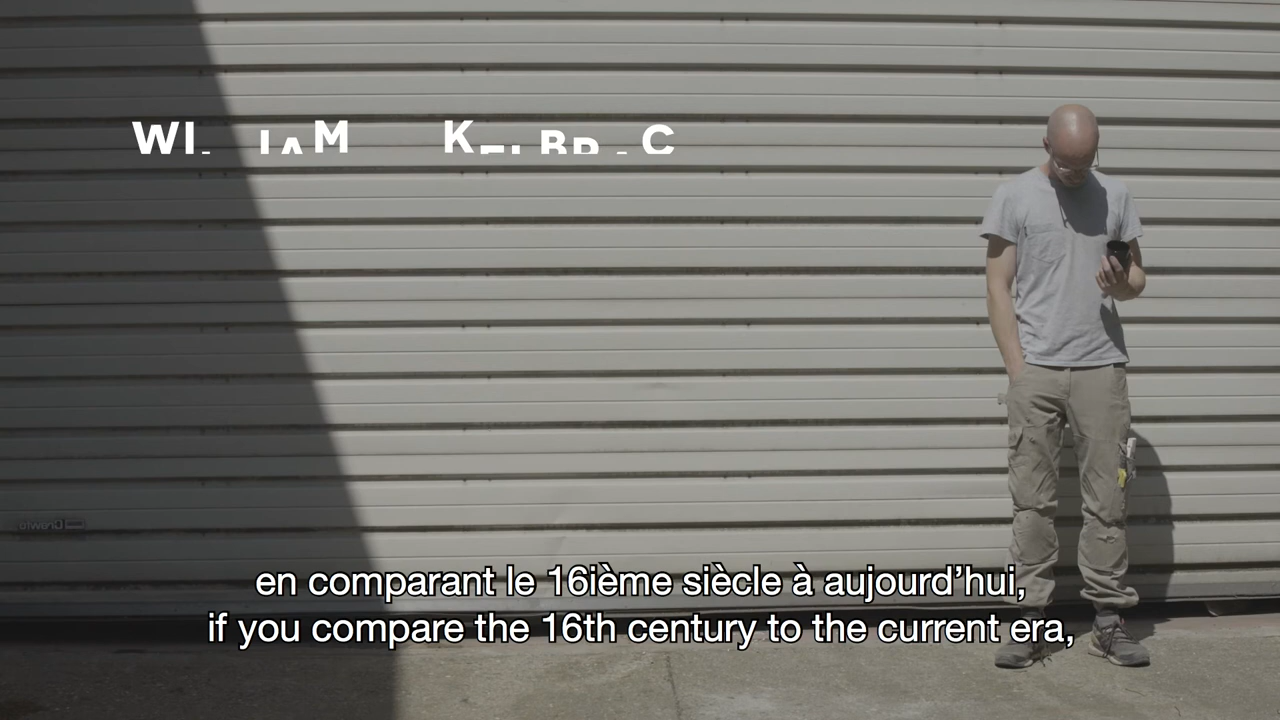 en comparant le 16ième siècle à aujourd’hui,
if you compare the 16th century to the current era,